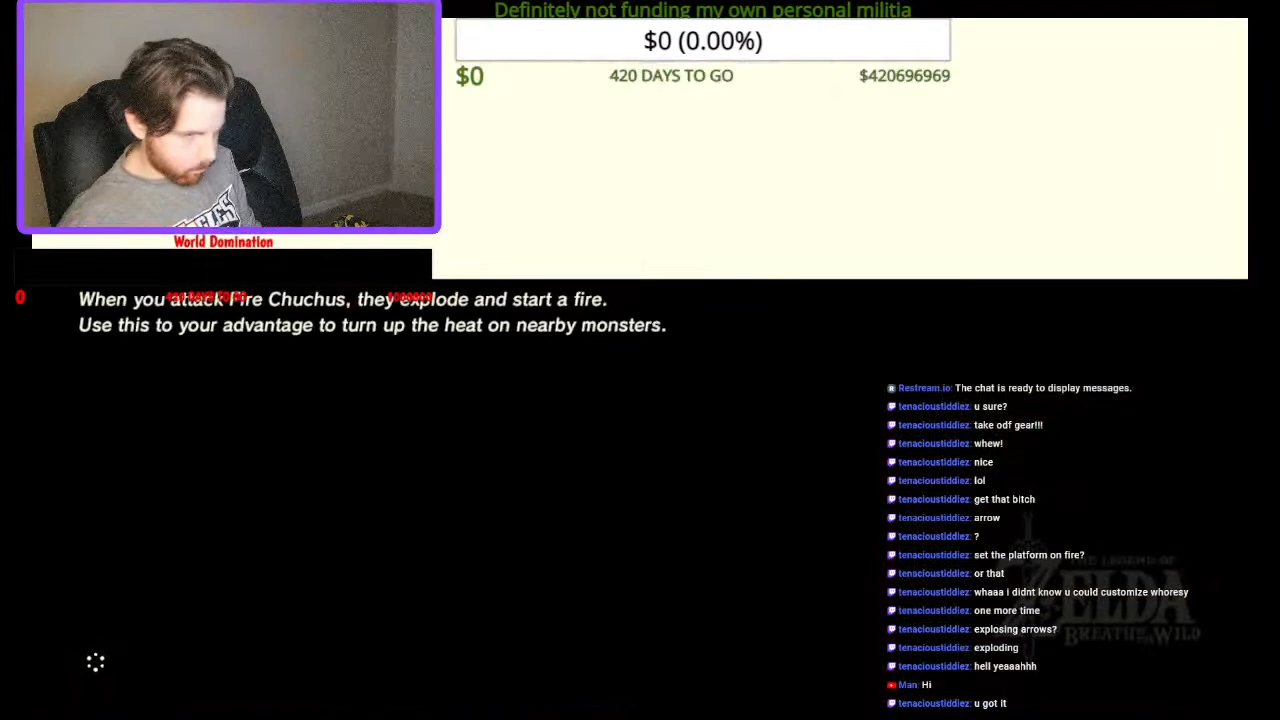 Definitely not funding my own personal militia
$0 (0.00%)
$0 420 DAYS TO GO $420696969
World Domination
0 420 DAYS TO GO
When you attack Fire Chuchus, they explode and start a fire.
Use this to your advantage to turn up the heat on nearby monsters.
Restream.io: The chat is ready to display messages.
tenacioustiddiez: u sure?
tenacioustiddiez: take odf gear!!!
tenacioustiddiez: whew!
tenacioustiddiez: nice
tenacioustiddiez: lol
tenacioustiddiez: get that bitch
tenacioustiddiez: arrow
tenacioustiddiez: ?
tenacioustiddiez: set the platform on fire?
tenacioustiddiez: or that
tenacioustiddiez: whaaa i didnt know u could customize whoresy
tenacioustiddiez: one more time
tenacioustiddiez: explosing arrows?
tenacioustiddiez: exploding
tenacioustiddiez: hell yeaaahhh
Man: Hi
tenacioustiddiez: u got it
THE LEGEND OF
ZELDA
BREATH OF THE WILD